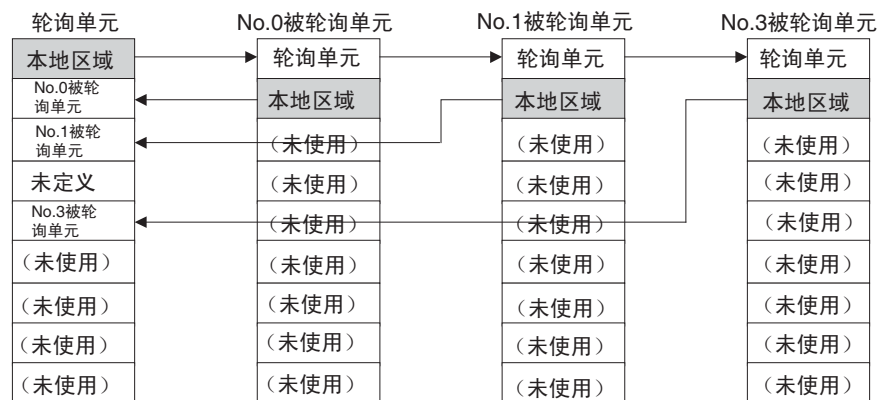 轮询单元 No.0被轮询单元 No.1被轮询单元 No.3被轮询单元
本地区域 轮询单元 轮询单元 轮询单元
No.0被轮
询单元
本地区域 本地区域 本地区域
No.1被轮
询单元
（未使用） （未使用） （未使用）
未定义 （未使用） （未使用） （未使用）
No.3被轮
询单元
（未使用） （未使用） （未使用）
（未使用） （未使用） （未使用） （未使用）
（未使用） （未使用） （未使用） （未使用）
（未使用） （未使用） （未使用） （未使用）
（未使用） （未使用） （未使用） （未使用）